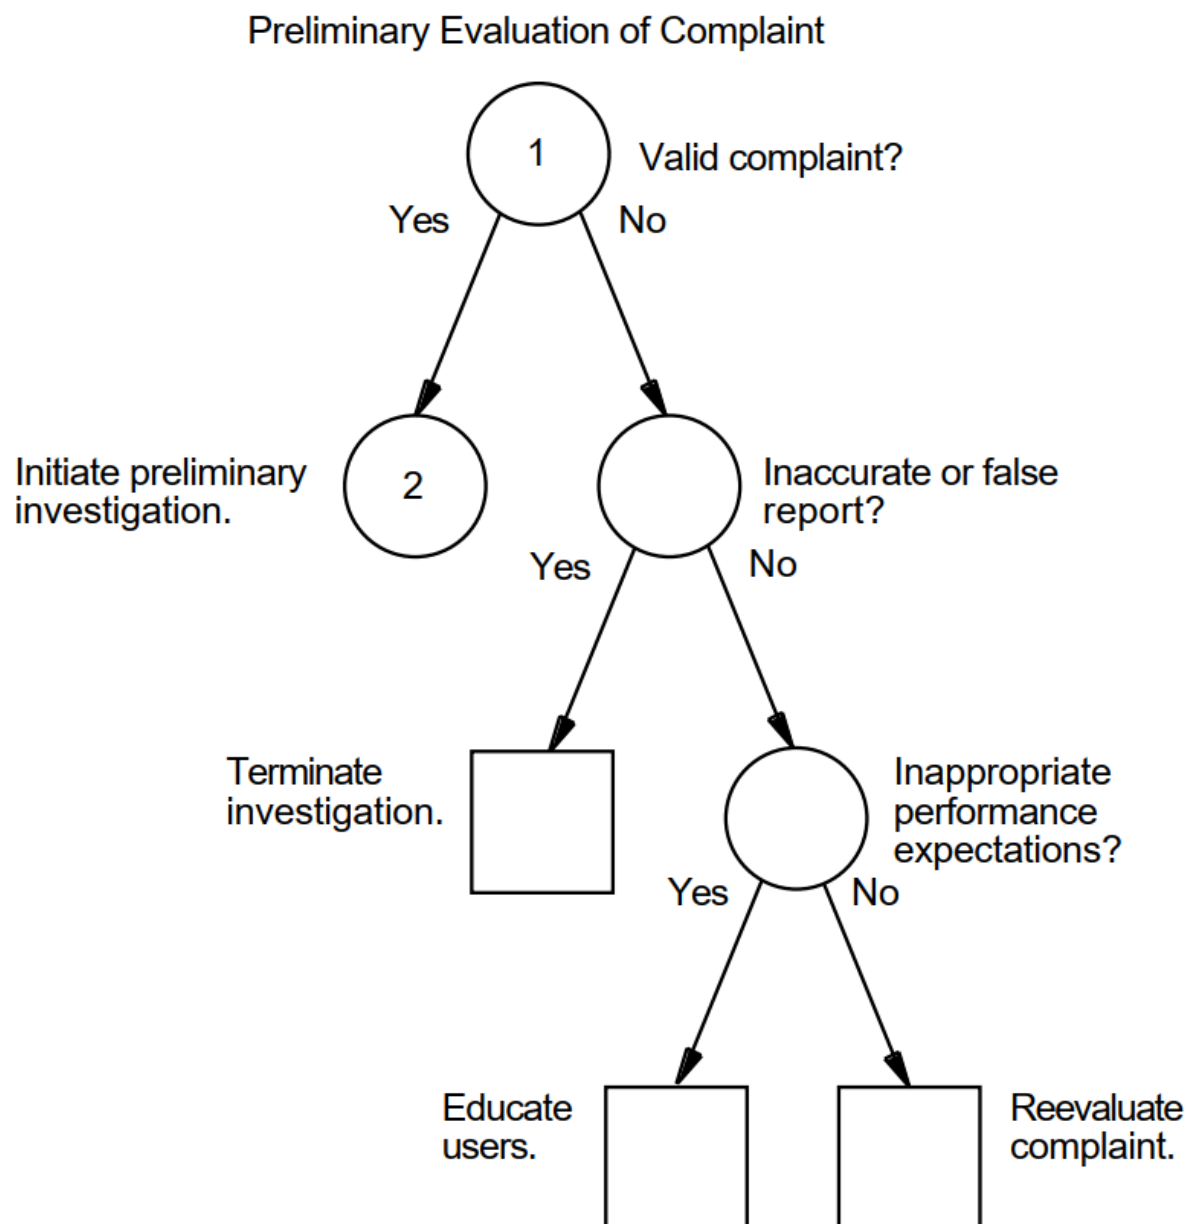 Preliminary Evaluation of Complaint
1
Valid complaint?
Yes
No
Initiate preliminary
investigation.
2
Inaccurate or false
report?
Yes
No
Terminate
investigation.
Inappropriate
performance
expectations?
Yes
No
Educate
users.
Reevaluate
complaint.